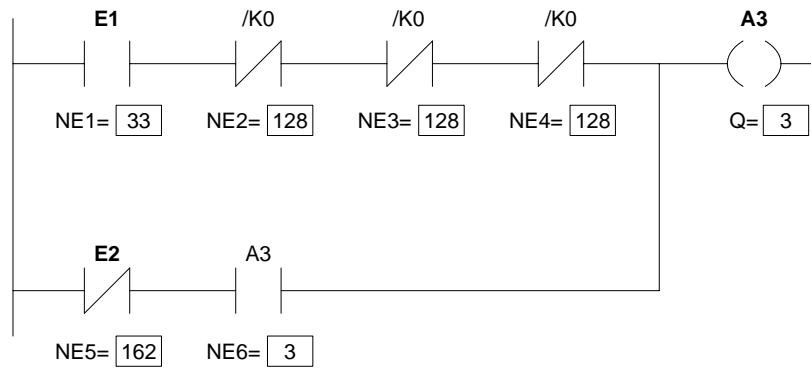 E1 /K0 /K0 /K0 A3
NE1= 33 NE2= 128 NE3= 128 NE4= 128 Q= 3
E2 A3
NE5= 162 NE6= 3